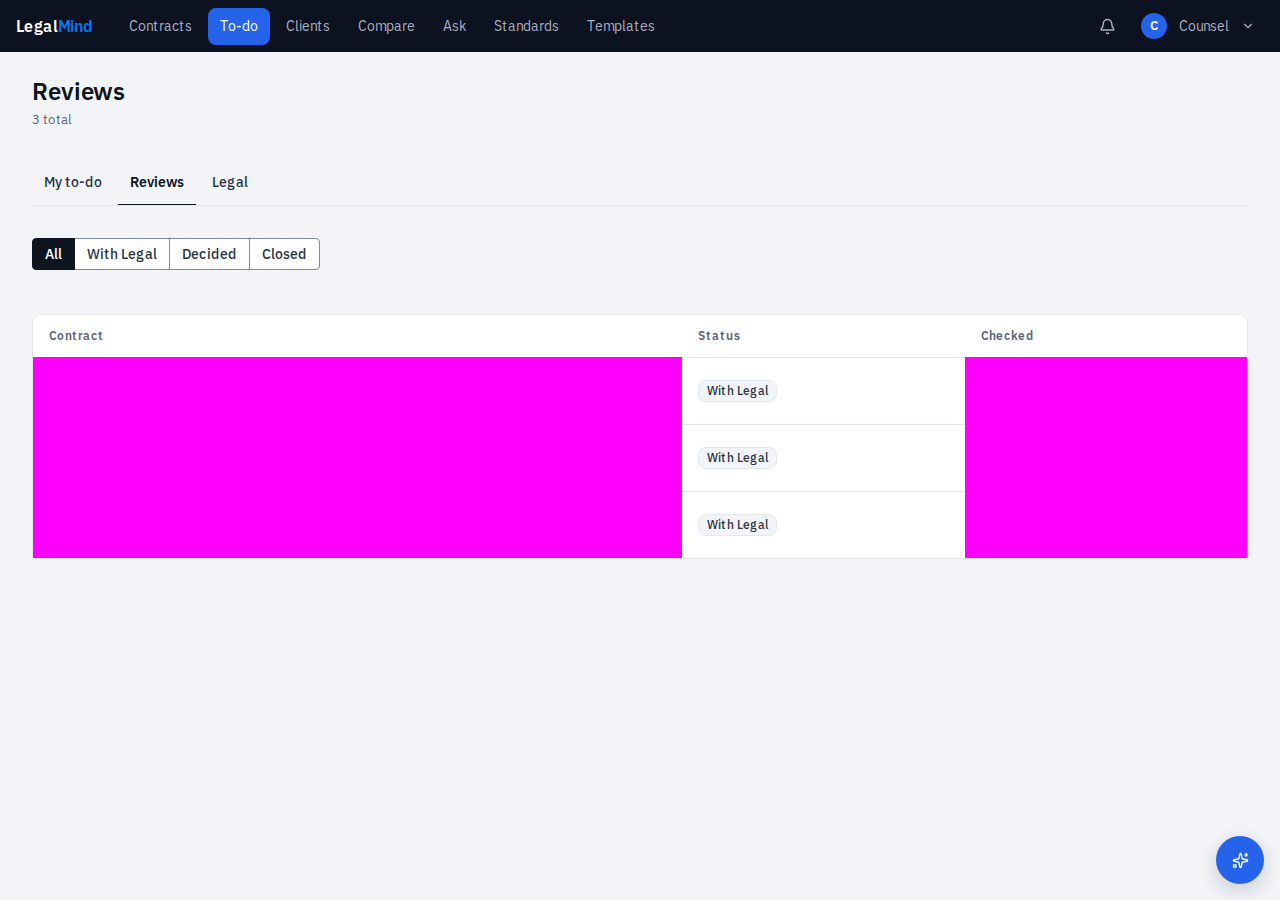 LegalMind Contracts To-do Clients Compare Ask Standards Templates C Counsel
Reviews
3 total
My to-do Reviews Legal
All With Legal Decided Closed
Contract Status Checked
With Legal
With Legal
With Legal